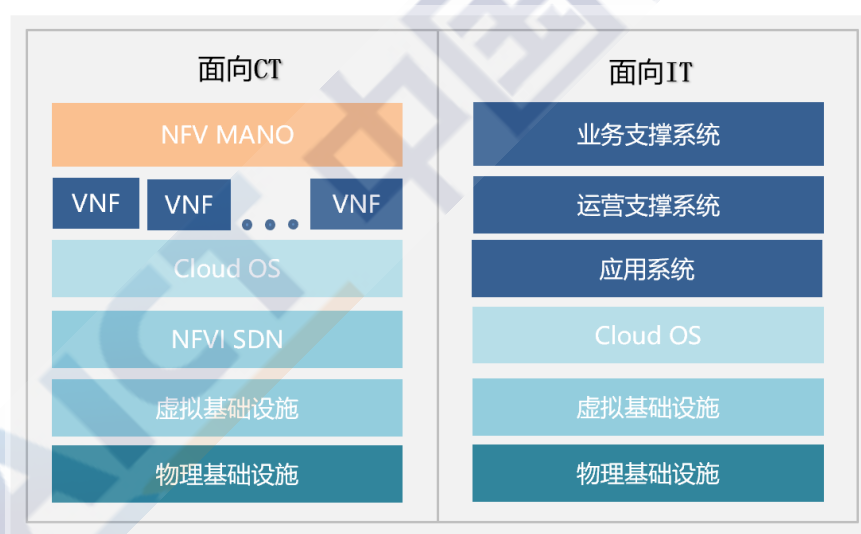 面向CT
NFV MANO
VNF
VNF
VNF
Cloud OS
NFVI SDN
虚拟基础设施
物理基础设施
面向IT
业务支撑系统
运营支撑系统
应用系统
Cloud OS
虚拟基础设施
物理基础设施